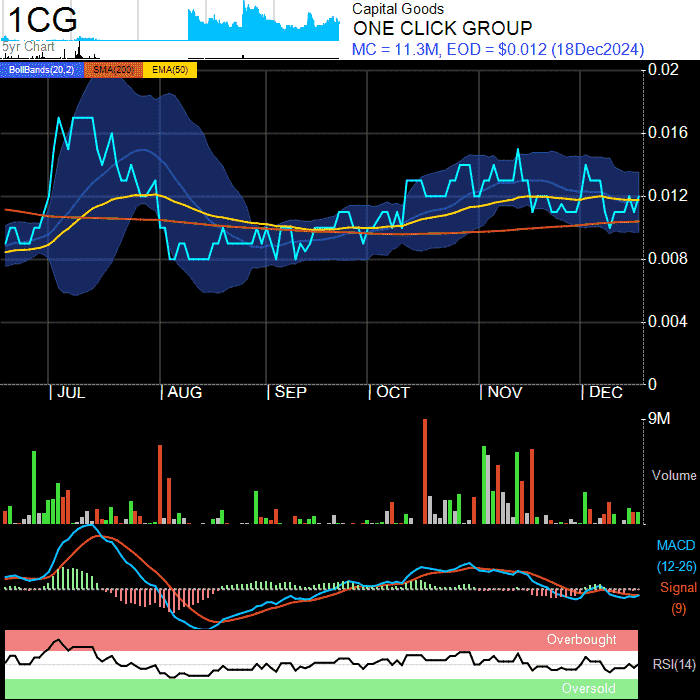 1CG
5yr Chart
Capital Goods
ONE CLICK GROUP
MC = 11.3M, EOD = $0.012 (18Dec2024)
BollBands(20,2) SMA(200) EMA(50)
0.02
0.016
0.012
0.008
0.004
0
JUL AUG SEP OCT NOV DEC
9M
Volume
MACD
(12-26)
Signal
(9)
Overbought
RSI(14)
Oversold